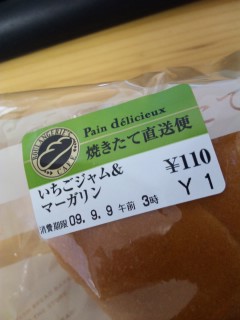 Pain délicieux
焼きたて直送便
いちごジャム&
マーガリン
¥110
Y 1
消費期限 09. 9. 9 午前 3時